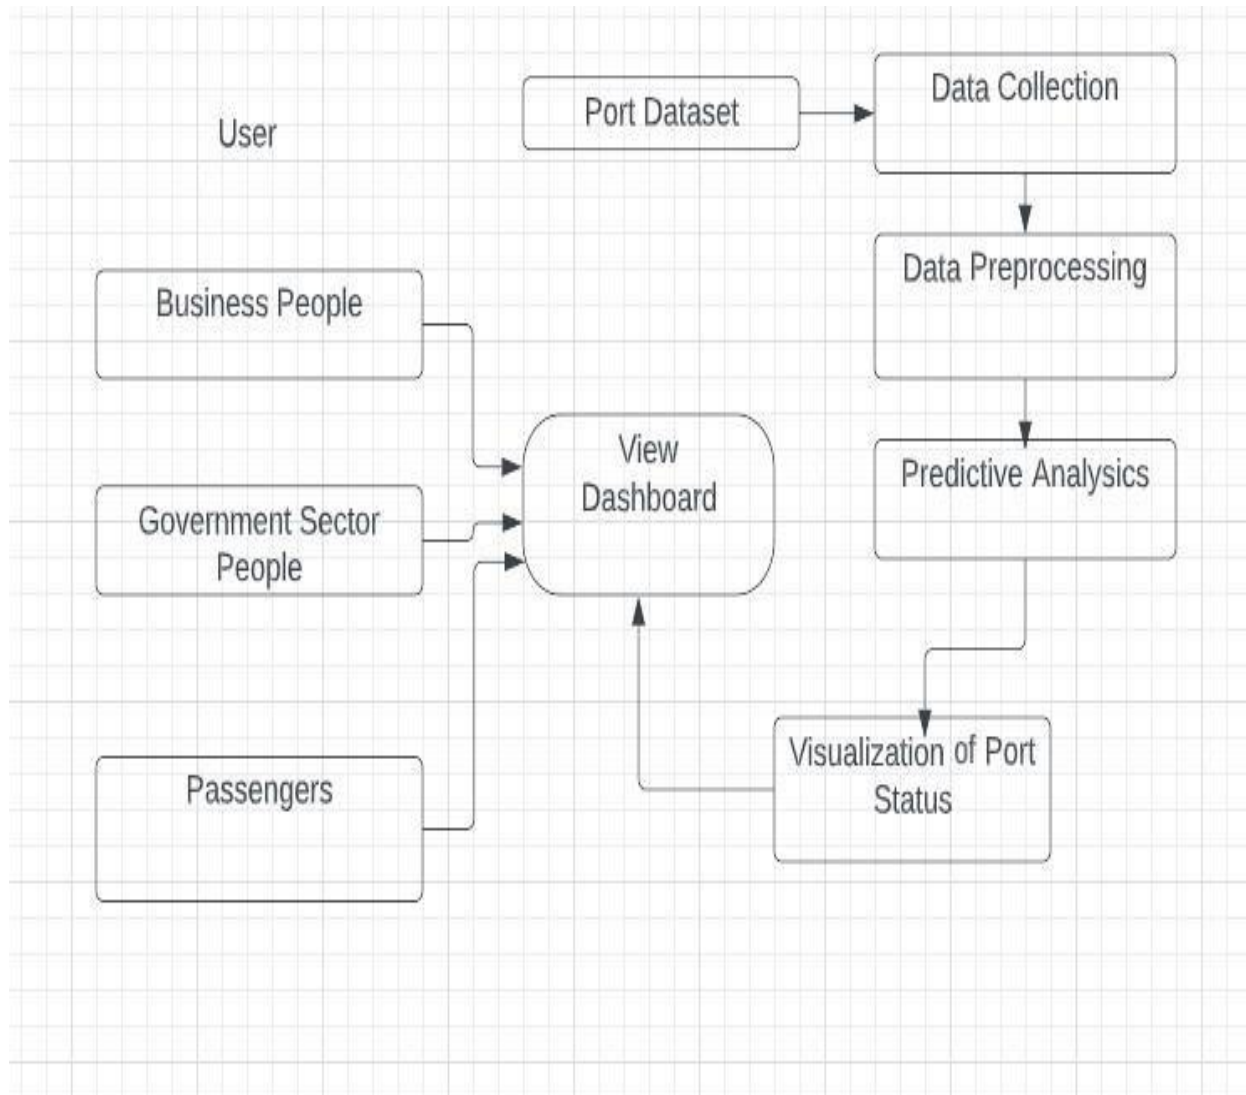 User
Port Dataset
Data Collection
Data Preprocessing
Business People
View
Dashboard
Predictive Analysics
Government Sector
People
Visualization of Port
Status
Passengers